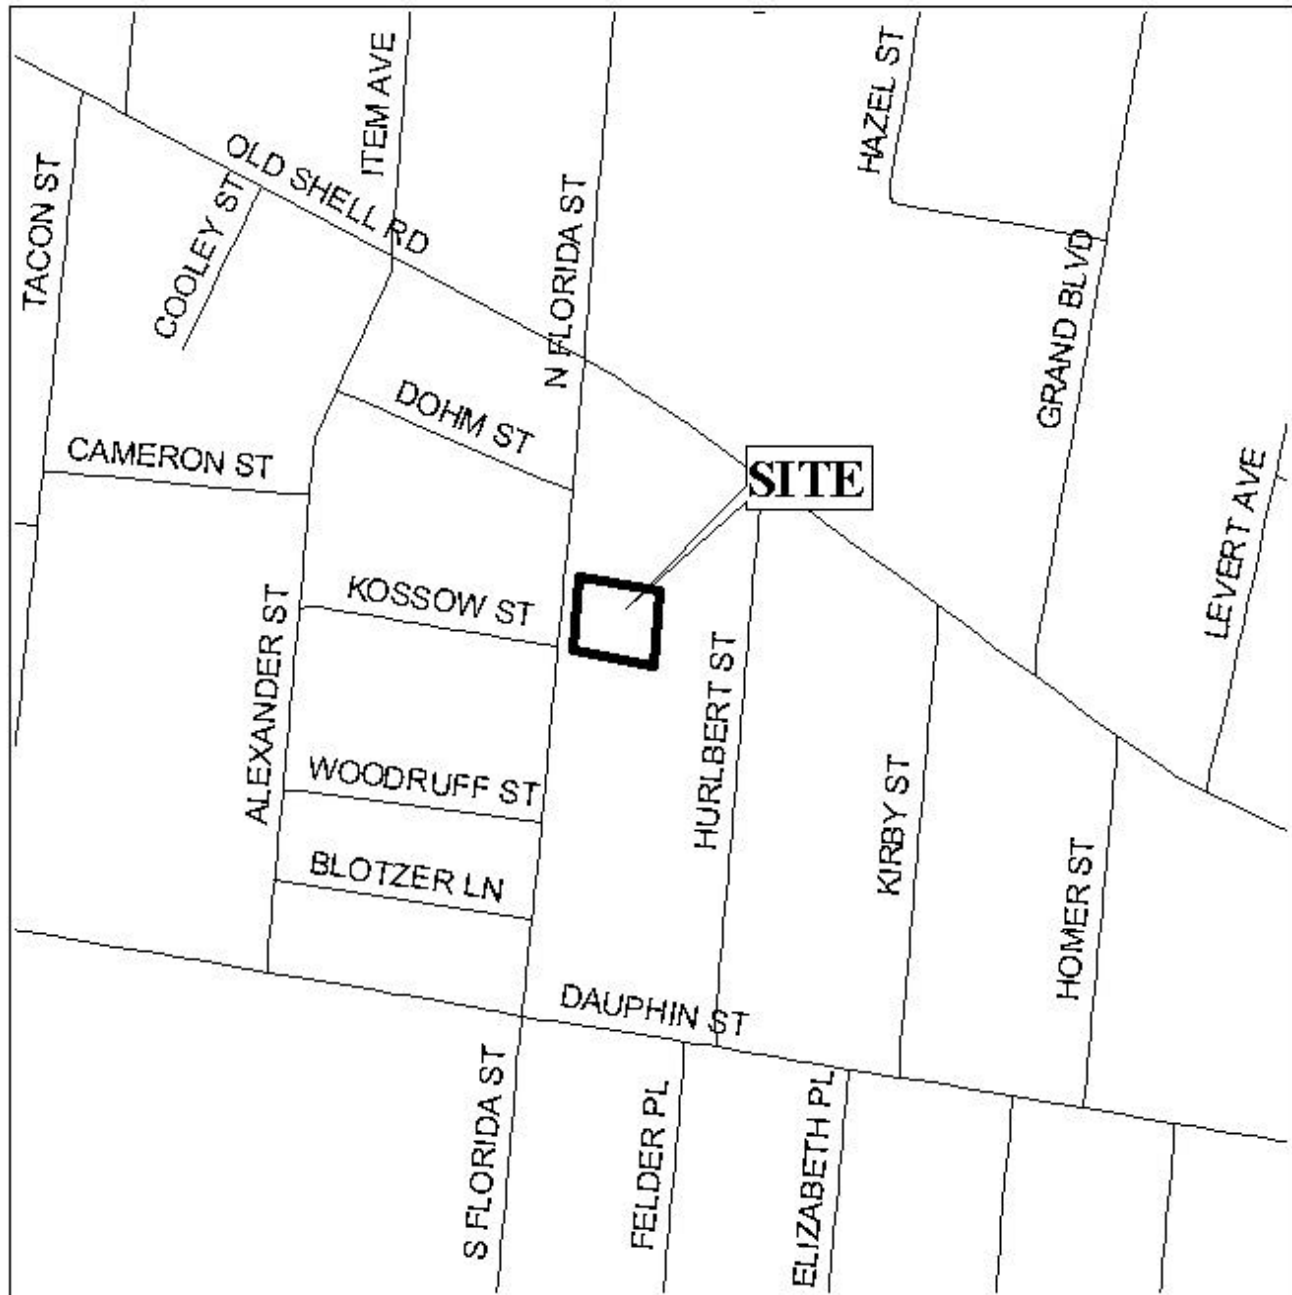 ITEM AVE
HAZEL ST
OLD SHELL RD
TACON ST
COOLEY ST
N FLORIDA ST
GRAND BLVD
DOHM ST
CAMERON ST
SITE
LEVERT AVE
KOSSOW ST
ALEXANDER ST
HURLBERT ST
WOODRUFF ST
KIRBY ST
BLOTZER LN
HOMER ST
DAUPHIN ST
S FLORIDA ST
FELDER PL
ELIZABETH PL